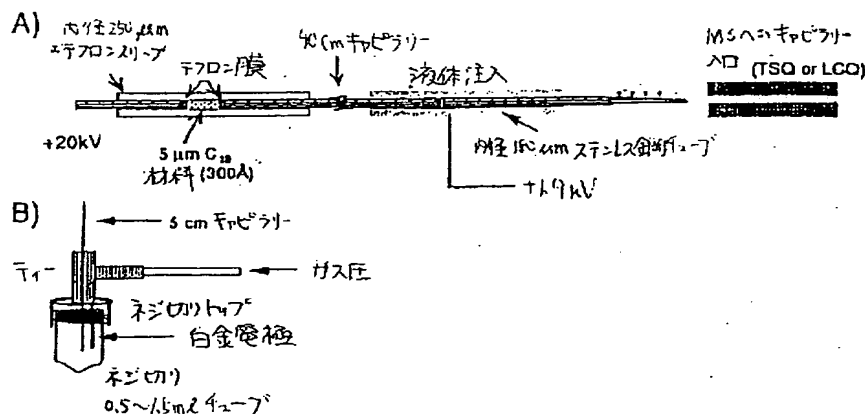 A)
内径250μm
テフロンスリーブ
テフロン膜
40cmキャピラリー
液体注入
MSへのキャピラリー
入口
(TSQ or LCQ)
+20kV
5 μm C18
材料(300Å)
内径150μm ステンレス鋼チューブ
+1.9kV
B)
5 cm キャピラリー
ティー
ガス圧
ネジ切りトップ
白金電極
ネジ切り
0.5〜1.5mlチューブ